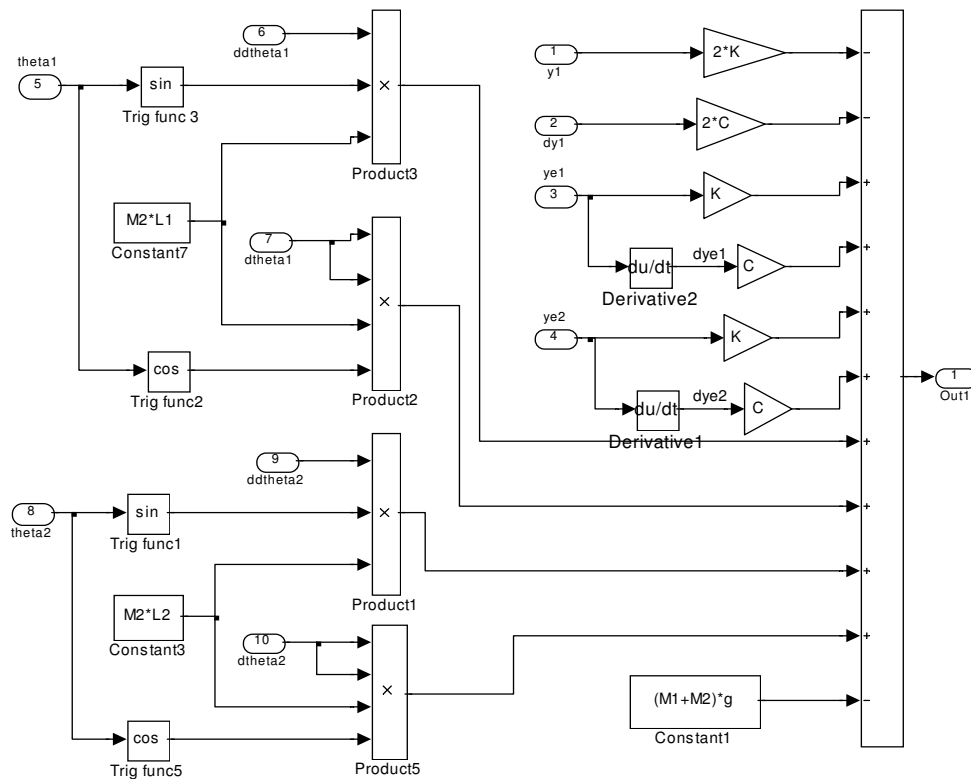 6
ddtheta1
theta1
5
sin
Trig func 3
×
Product3
M2*L1
Constant7
7
dtheta1
×
cos
Trig func2
Product2
9
ddtheta2
8
theta2
sin
Trig func1
×
Product1
M2*L2
Constant3
10
dtheta2
×
cos
Trig func5
Product5
1
y1
2*K
−
2
dy1
2*C
−
ye1
3
K
+
du/dt
Derivative2
dye1
C
+
ye2
4
K
+
du/dt
Derivative1
dye2
C
+
+
+
+
+
(M1+M2)*g
Constant1
−
1
Out1